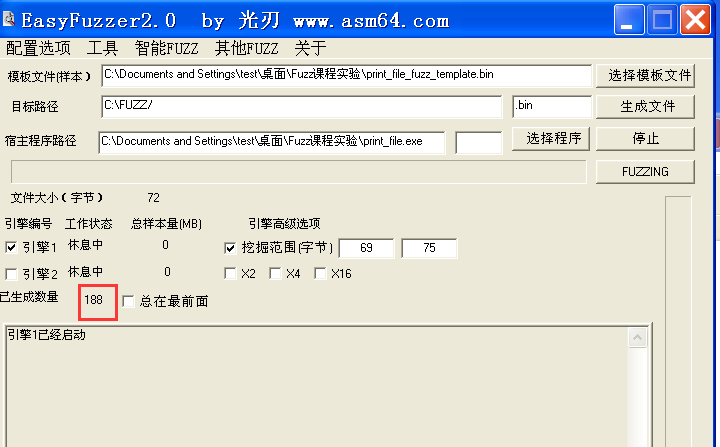 EasyFuzzer2.0 by 光刃 www.asm64.com
配置选项 工具 智能FUZZ 其他FUZZ 关于
模板文件(样本) C:\Documents and Settings\test\桌面\Fuzz课程实验\print_file_fuzz_template.bin 选择模板文件
目标路径 C:\FUZZ/ .bin 生成文件
宿主程序路径 C:\Documents and Settings\test\桌面\Fuzz课程实验\print_file.exe 选择程序 停止
FUZZING
文件大小(字节) 72
引擎编号 工作状态 总样本量(MB) 引擎高级选项
引擎1 休息中 0 挖掘范围(字节) 69 75
引擎2 休息中 0 X2 X4 X16
已生成数量 188 总在最前面
引擎1已经启动